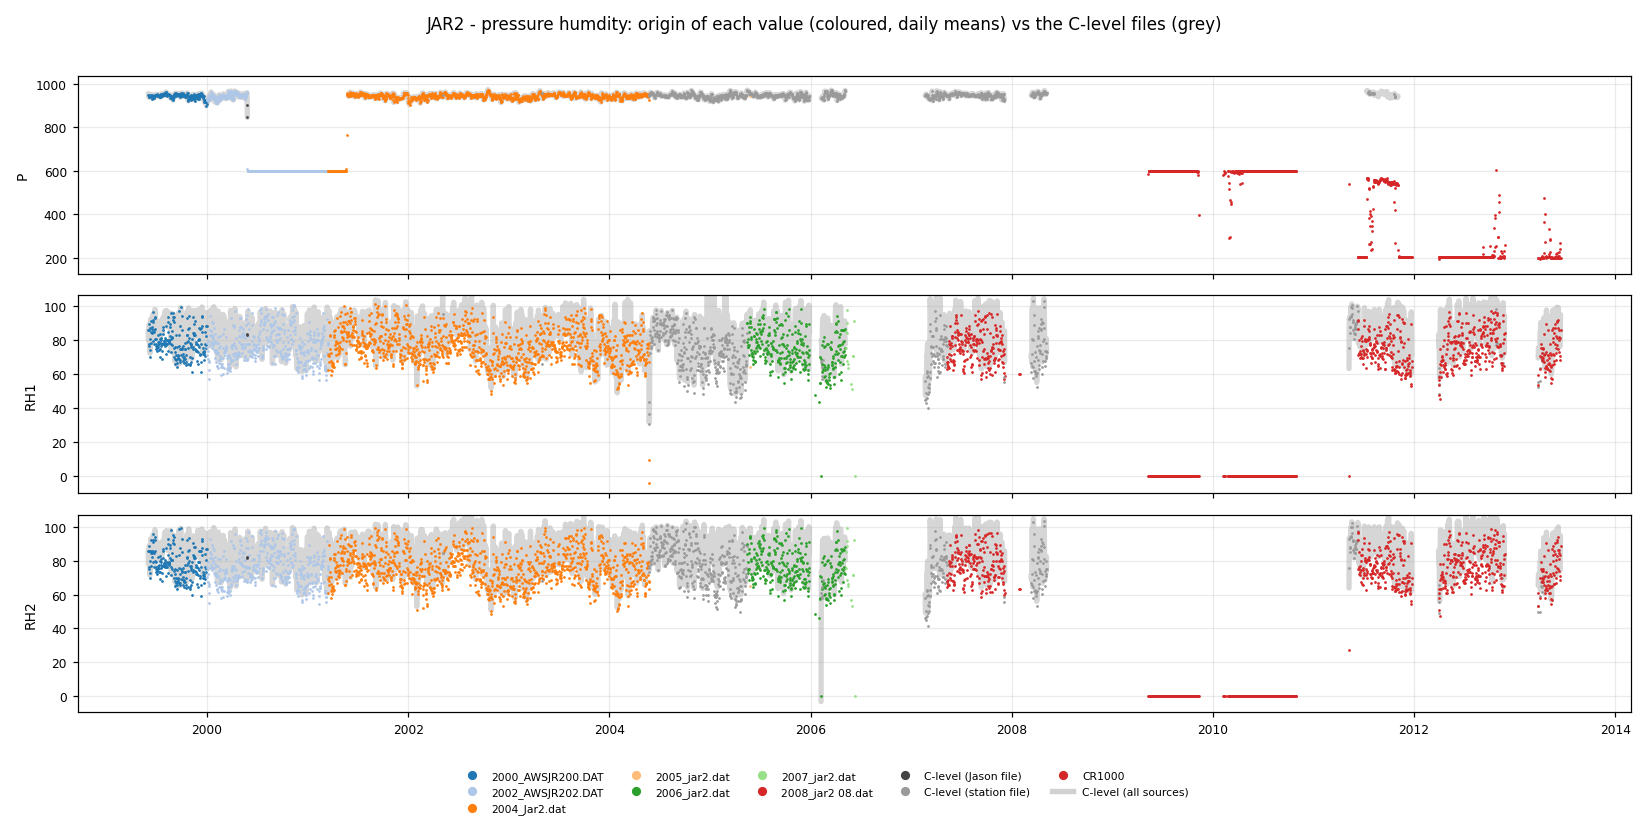 JAR2 - pressure humdity: origin of each value (coloured, daily means) vs the C-level files (grey)
1000
800
600
400
200
P
100
80
60
40
20
0
RH1
100
80
60
40
20
0
RH2
2000
2002
2004
2006
2008
2010
2012
2014
2000_AWSJR200.DAT
2002_AWSJR202.DAT
2004_Jar2.dat
2005_jar2.dat
2006_jar2.dat
2007_jar2.dat
2008_jar2 08.dat
C-level (Jason file)
C-level (station file)
CR1000
C-level (all sources)